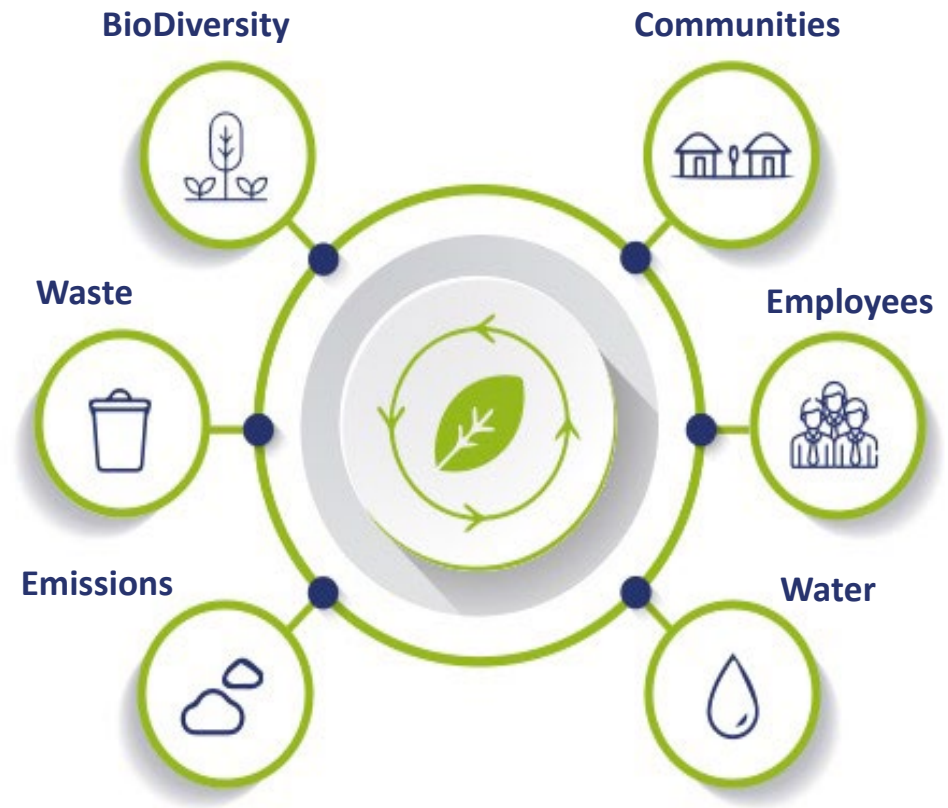 BioDiversity
Communities
Waste
Employees
Emissions
Water